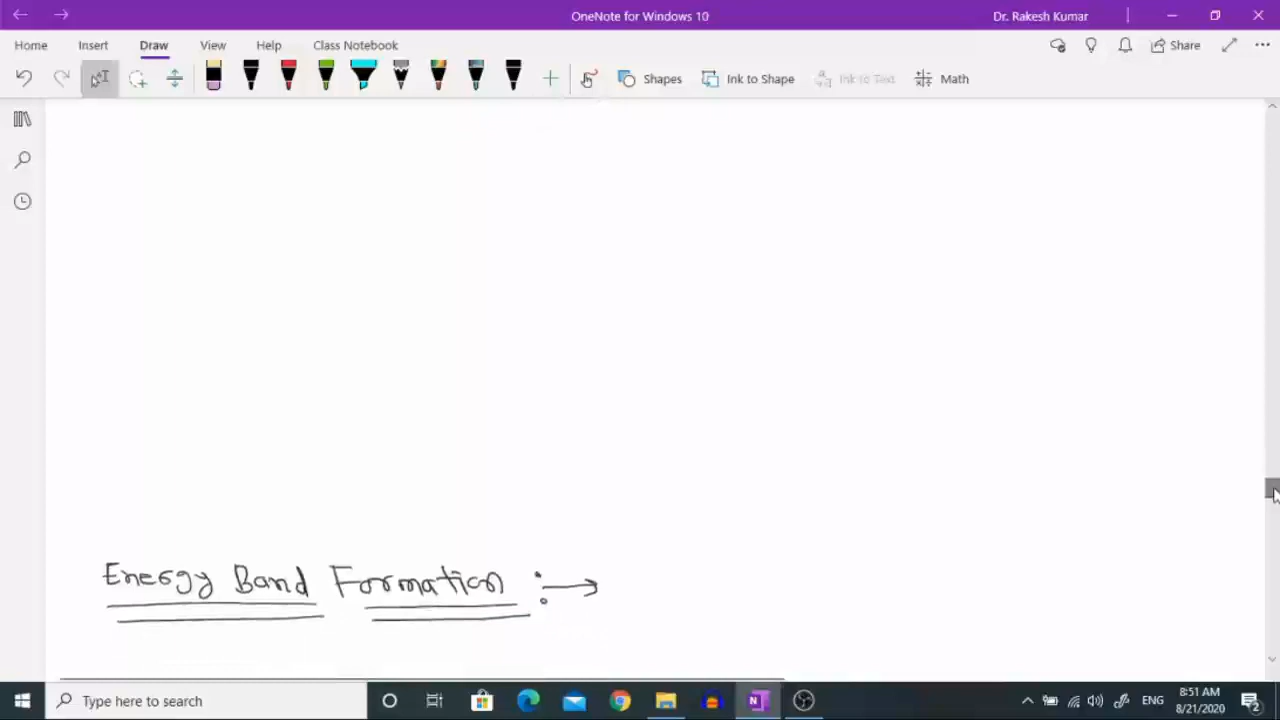 OneNote for Windows 10
Dr. Rakesh Kumar
Home Insert Draw View Help Class Notebook
Share
Shapes Ink to Shape Ink to Text Math
Energy Band Formation :→
Type here to search
ENG
8:51 AM
8/21/2020
2